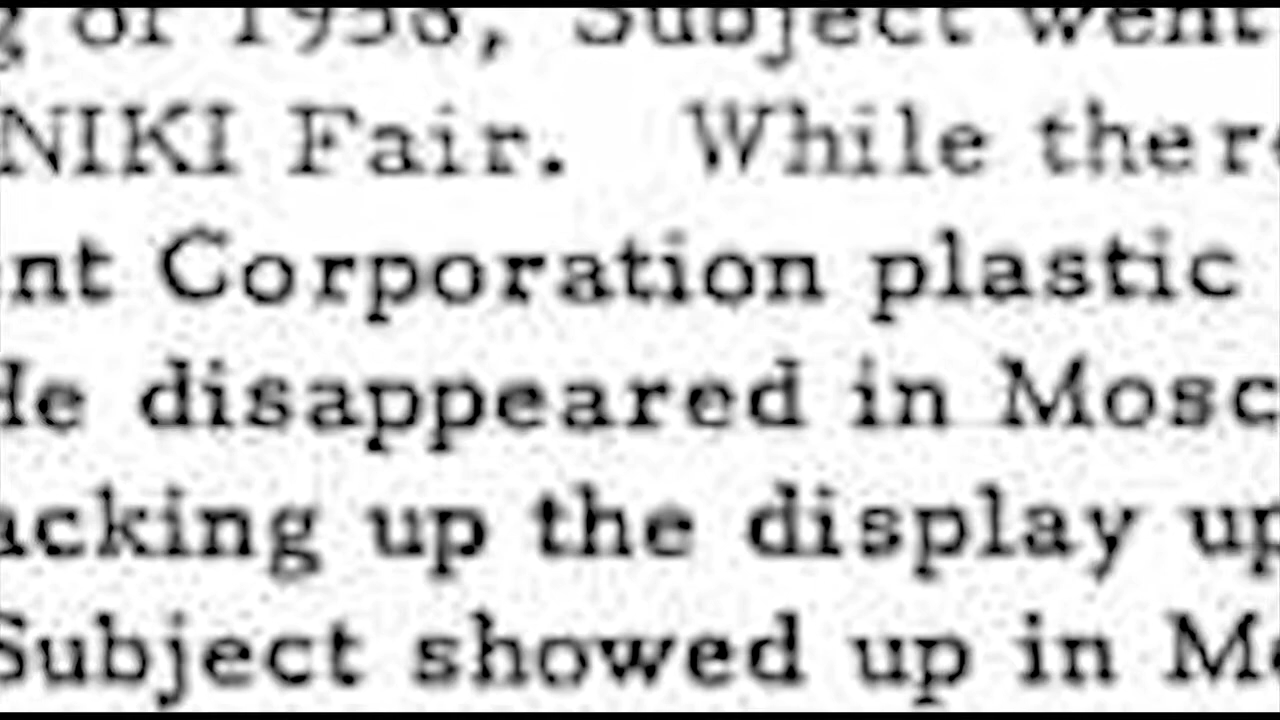 g of 1958, Subject went
NIKI Fair. While there
nt Corporation plastic
He disappeared in Mosc
acking up the display up
Subject showed up in Mo